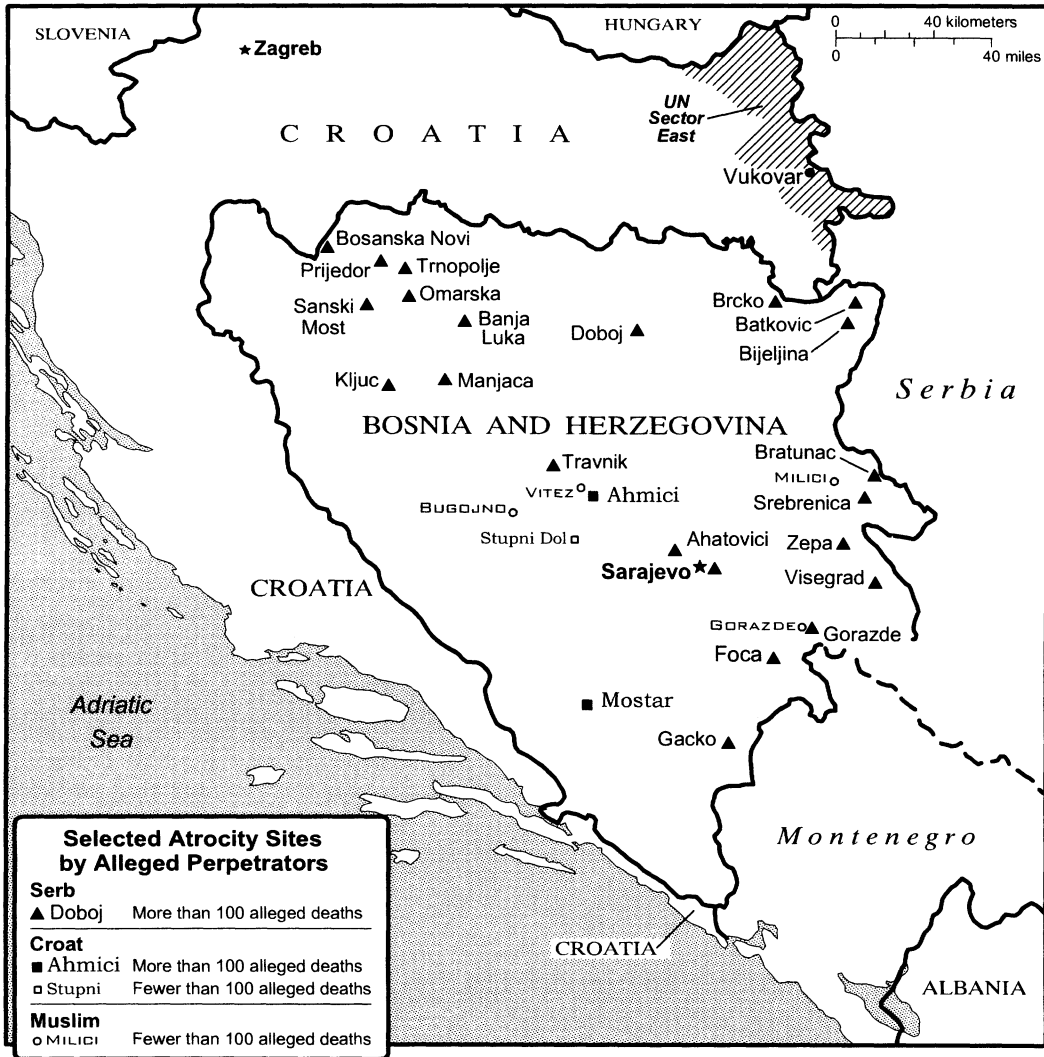 SLOVENIA
Zagreb
HUNGARY
40 kilometers
40 miles
UN
Sector
East
CROATIA
Vukovar
Bosanska Novi
Prijedor
Trnopolje
Sanski
Most
Omarska
Banja
Luka
Doboj
Brcko
Batkovic
Bijeljina
Kljuc
Manjaca
Serbia
BOSNIA AND HERZEGOVINA
Travnik
Bratunac
VITEZ
Ahmici
MILICI
BUGOJNO
Srebrenica
Stupni Dol
Ahatovici
Zepa
Sarajevo
CROATIA
Visegrad
GORAZDE
Gorazde
Foca
Adriatic
Sea
Mostar
Gacko
Montenegro
CROATIA
ALBANIA
Selected Atrocity Sites
by Alleged Perpetrators
Serb
Doboj More than 100 alleged deaths
Croat
Ahmici More than 100 alleged deaths
Stupni Fewer than 100 alleged deaths
Muslim
MILICI Fewer than 100 alleged deaths